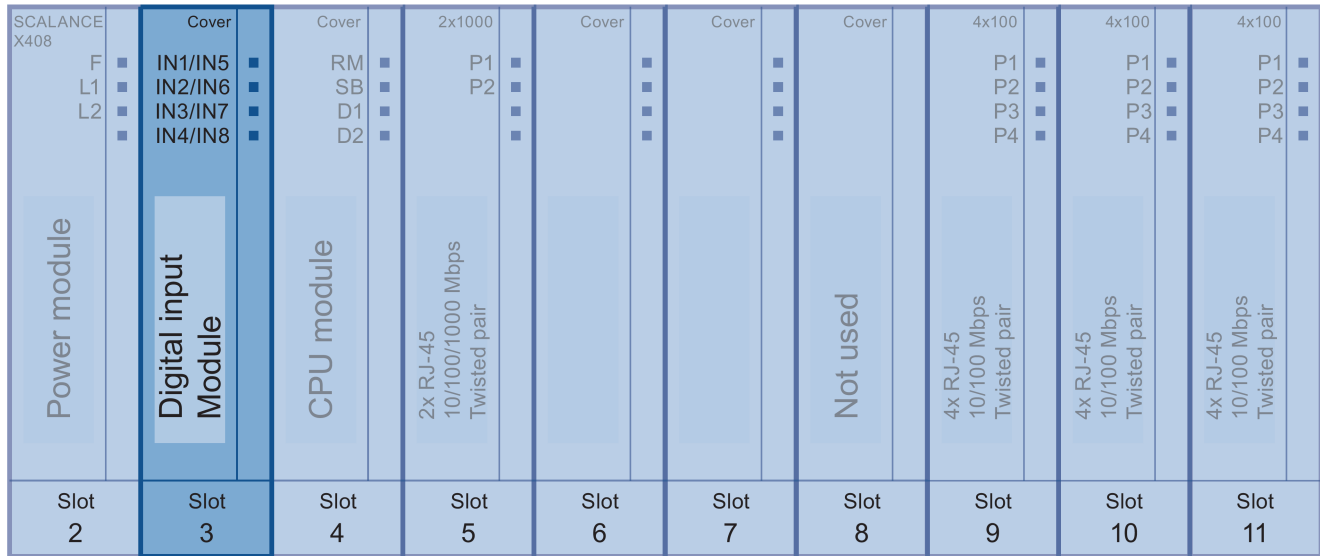 SCALANCE
X408
F
L1
L2
Power module
Slot
2
Cover
IN1/IN5
IN2/IN6
IN3/IN7
IN4/IN8
Digital input
Module
Slot
3
Cover
RM
SB
D1
D2
CPU module
Slot
4
2x1000
P1
P2
2x RJ-45
10/100/1000 Mbps
Twisted pair
Slot
5
Cover
Slot
6
Cover
Slot
7
Cover
Not used
Slot
8
4x100
P1
P2
P3
P4
4x RJ-45
10/100 Mbps
Twisted pair
Slot
9
4x100
P1
P2
P3
P4
4x RJ-45
10/100 Mbps
Twisted pair
Slot
10
4x100
P1
P2
P3
P4
4x RJ-45
10/100 Mbps
Twisted pair
Slot
11